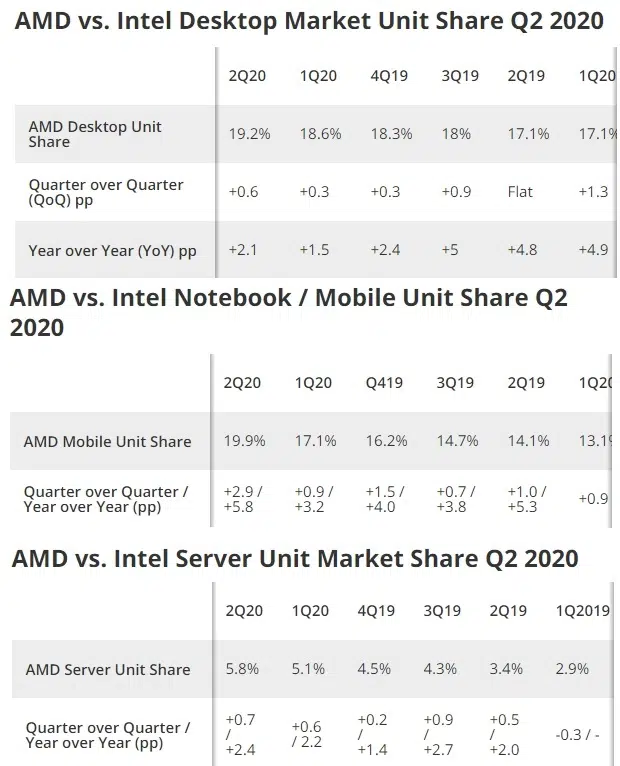 AMD vs. Intel Desktop Market Unit Share Q2 2020
2Q20 1Q20 4Q19 3Q19 2Q19 1Q20
AMD Desktop Unit
Share
19.2% 18.6% 18.3% 18% 17.1% 17.1%
Quarter over Quarter
(QoQ) pp
+0.6 +0.3 +0.3 +0.9 Flat +1.3
Year over Year (YoY) pp +2.1 +1.5 +2.4 +5 +4.8 +4.9
AMD vs. Intel Notebook / Mobile Unit Share Q2
2020
2Q20 1Q20 Q419 3Q19 2Q19 1Q20
AMD Mobile Unit Share 19.9% 17.1% 16.2% 14.7% 14.1% 13.1%
Quarter over Quarter /
Year over Year (pp)
+2.9 / +0.9 / +1.5 / +0.7 / +1.0 /
+5.8 +3.2 +4.0 +3.8 +5.3
+0.9
AMD vs. Intel Server Unit Market Share Q2 2020
2Q20 1Q20 4Q19 3Q19 2Q19 1Q2019
AMD Server Unit Share 5.8% 5.1% 4.5% 4.3% 3.4% 2.9%
Quarter over Quarter /
Year over Year (pp)
+0.7
/
+2.4
+0.6
/ 2.2
+0.2
/
+1.4
+0.9
/
+2.7
+0.5
/
+2.0
-0.3 / -